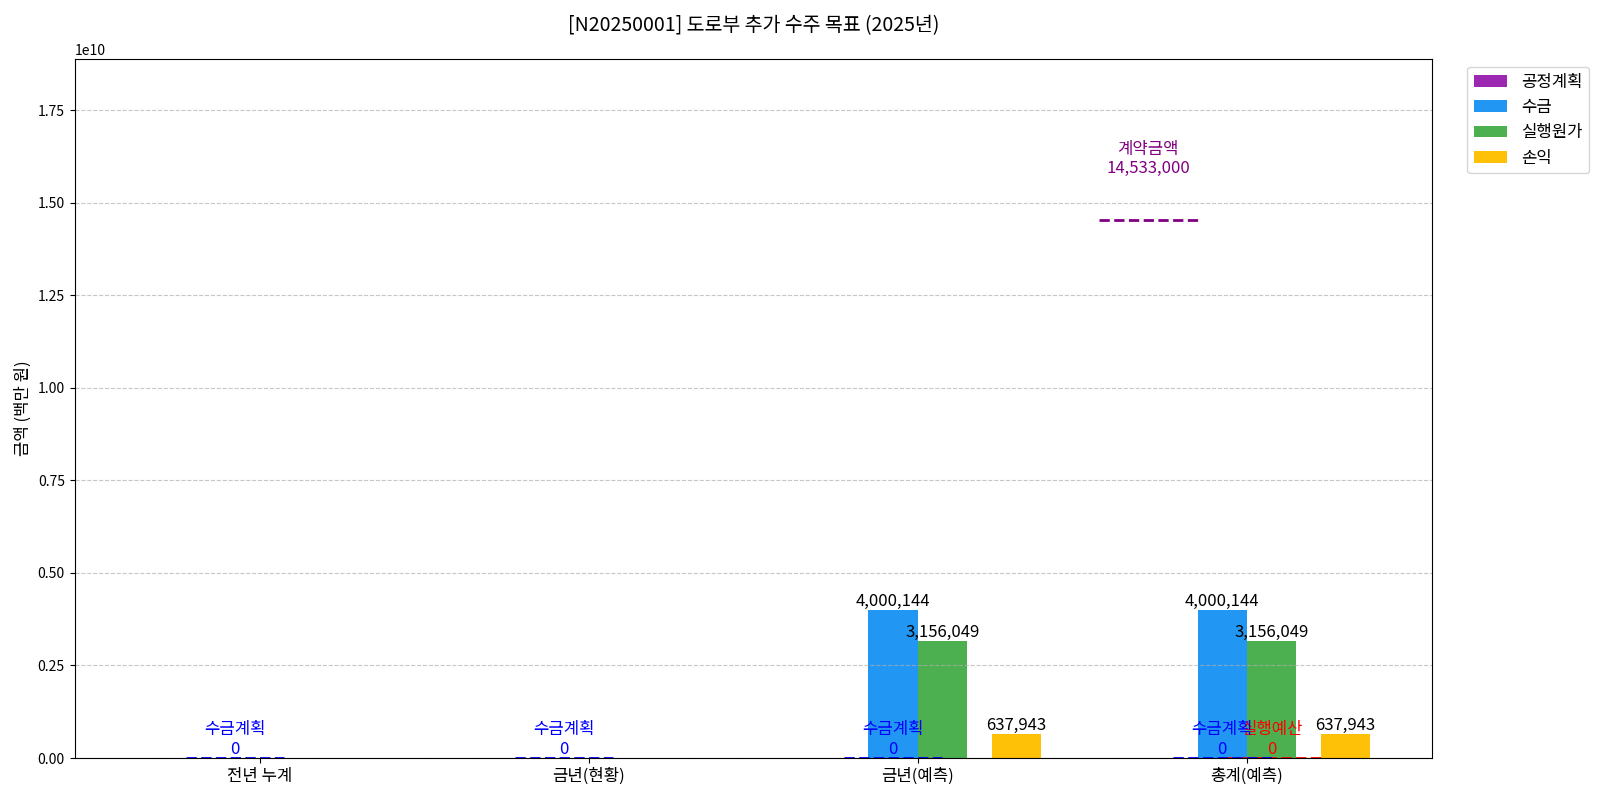 [N20250001] 도로부 추가 수주 목표 (2025년)
1e10
공정계획
수금
실행원가
손익
1.75
1.50
1.25
1.00
0.75
0.50
0.25
0.00
금액 (백만 원)
계약금액
14,533,000
4,000,144
3,156,049
637,943
4,000,144
3,156,049
637,943
수금계획
0
수금계획
0
수금계획
0
수금계획
0
실행예산
0
전년 누계
금년(현황)
금년(예측)
총계(예측)